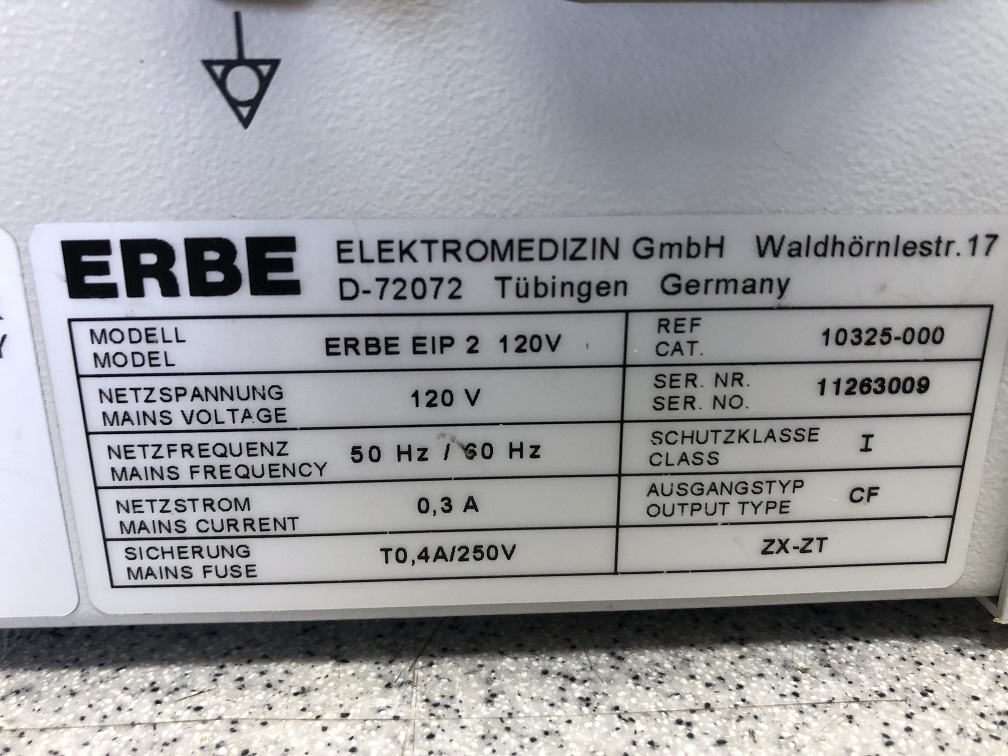 ERBE ELEKTROMEDIZIN GmbH Waldhörnlestr.17
D-72072 Tübingen Germany
MODELL
MODEL
ERBE EIP 2 120V
REF
CAT.
10325-000
NETZSPANNUNG
MAINS VOLTAGE
120 V
SER. NR.
SER. NO.
11263009
NETZFREQUENZ
MAINS FREQUENCY
50 Hz / 60 Hz
SCHUTZKLASSE
CLASS
I
NETZSTROM
MAINS CURRENT
0,3 A
AUSGANGSTYP
OUTPUT TYPE
CF
SICHERUNG
MAINS FUSE
T0,4A/250V
ZX-ZT